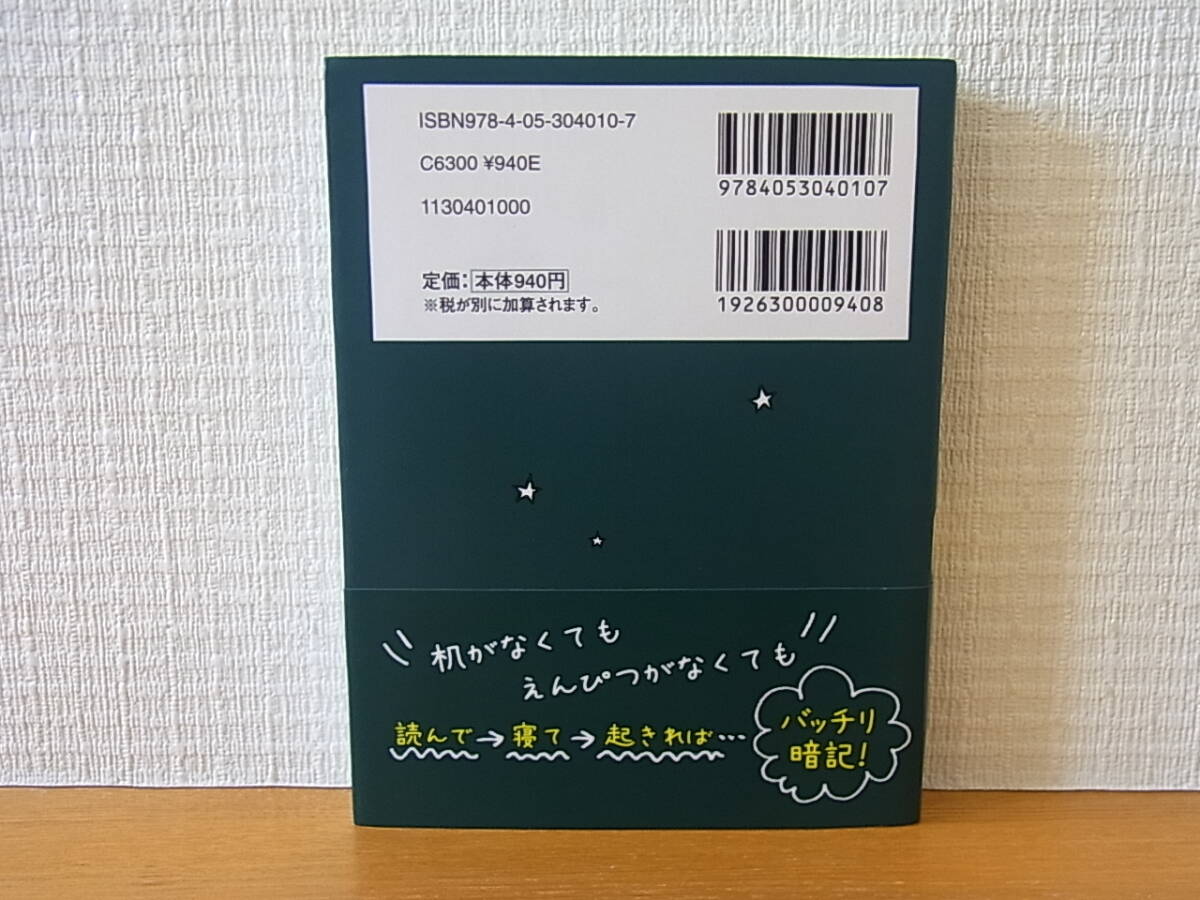 ISBN978-4-05-304010-7
9784053040107
C6300 ¥940E
1130401000
定価:本体940円
※税が別に加算されます。
1926300009408
机がなくても
えんぴつがなくても
読んで→寝て→起きれば…
バッチリ
暗記!